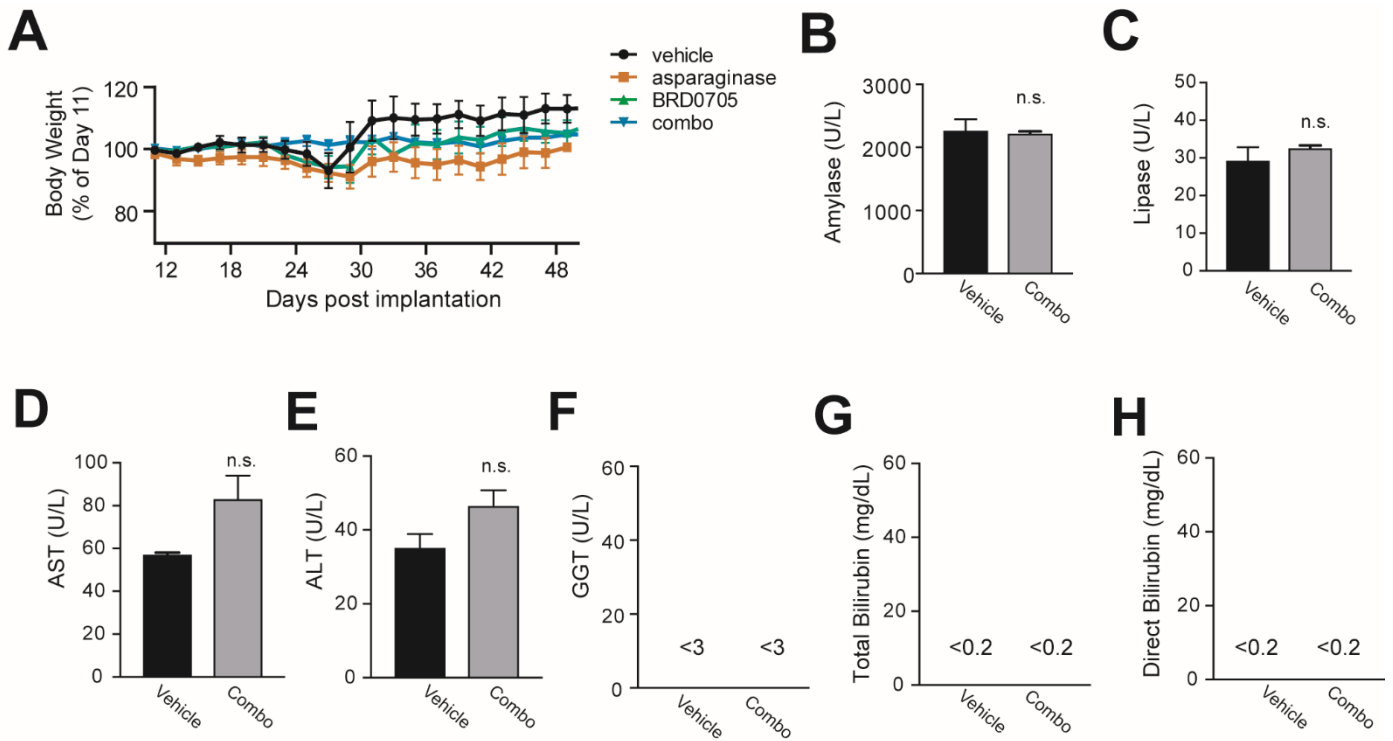 A
Body Weight
(% of Day 11)
120
100
80
12 18 24 30 36 42 48
Days post implantation
vehicle
asparaginase
BRD0705
combo
B
Amylase (U/L)
3000
2000
1000
0
n.s.
Vehicle Combo
C
Lipase (U/L)
50
40
30
20
10
0
n.s.
Vehicle Combo
D
AST (U/L)
100
80
60
40
20
0
n.s.
Vehicle Combo
E
ALT (U/L)
60
40
20
0
n.s.
Vehicle Combo
F
GGT (U/L)
60
40
20
0
<3 <3
Vehicle Combo
G
Total Bilirubin (mg/dL)
60
40
20
0
<0.2 <0.2
Vehicle Combo
H
Direct Bilirubin (mg/dL)
60
40
20
0
<0.2 <0.2
Vehicle Combo